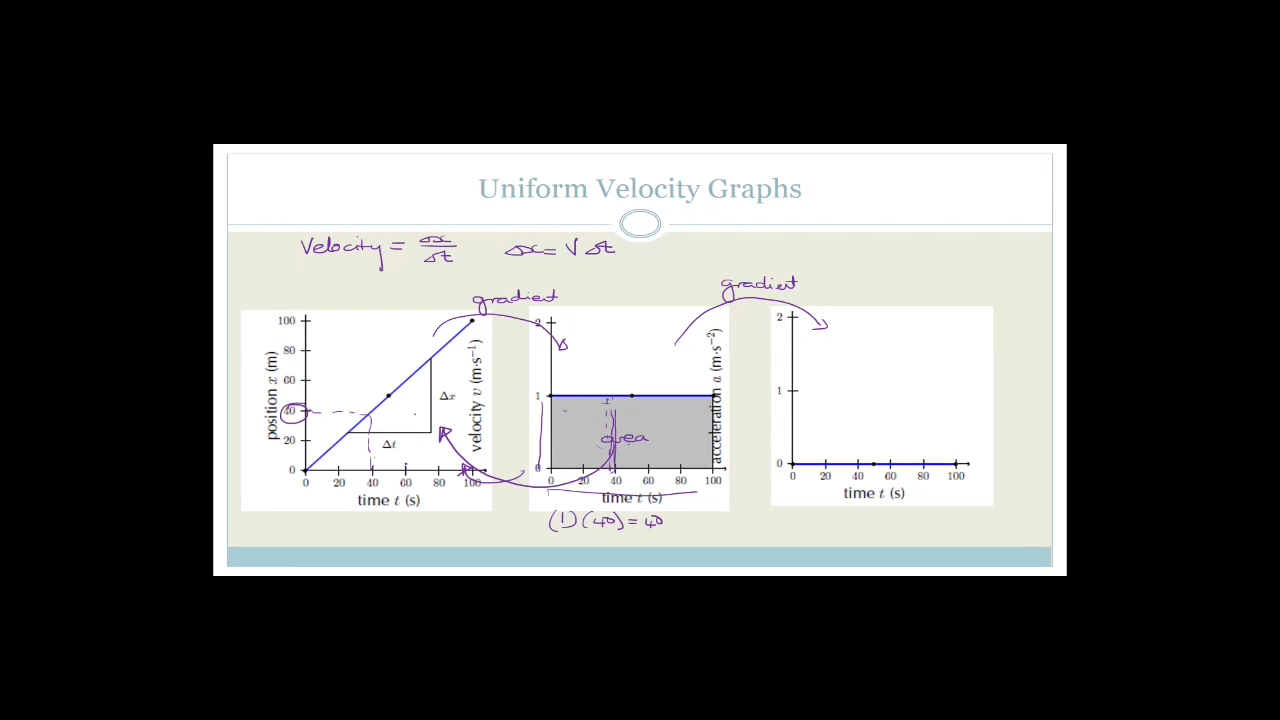 Uniform Velocity Graphs
Velocity = Δx/Δt Δx = V Δt
gradient
gradient
100
80
60
40
20
0
position x (m)
Δx
Δt
0 20 40 60 80 100
time t (s)
2
1
0
velocity v (m·s⁻¹)
area
0 20 40 60 80 100
time t (s)
(1)(40) = 40
2
1
0
acceleration a (m·s⁻²)
0 20 40 60 80 100
time t (s)